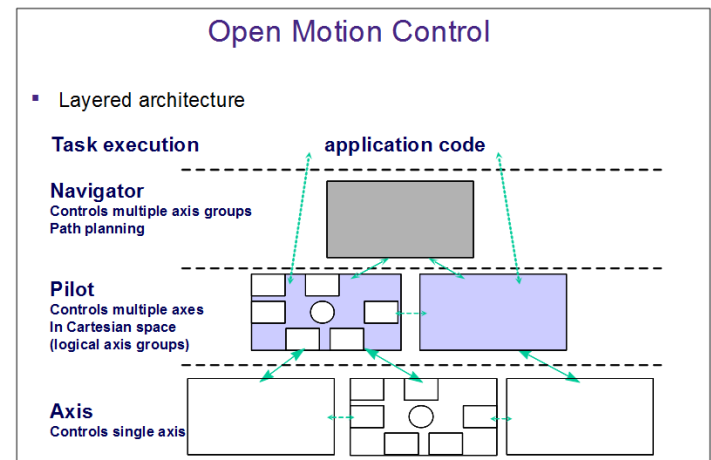 Open Motion Control
Layered architecture
Task execution
application code
Navigator
Controls multiple axis groups
Path planning
Pilot
Controls multiple axes
In Cartesian space
(logical axis groups)
Axis
Controls single axis